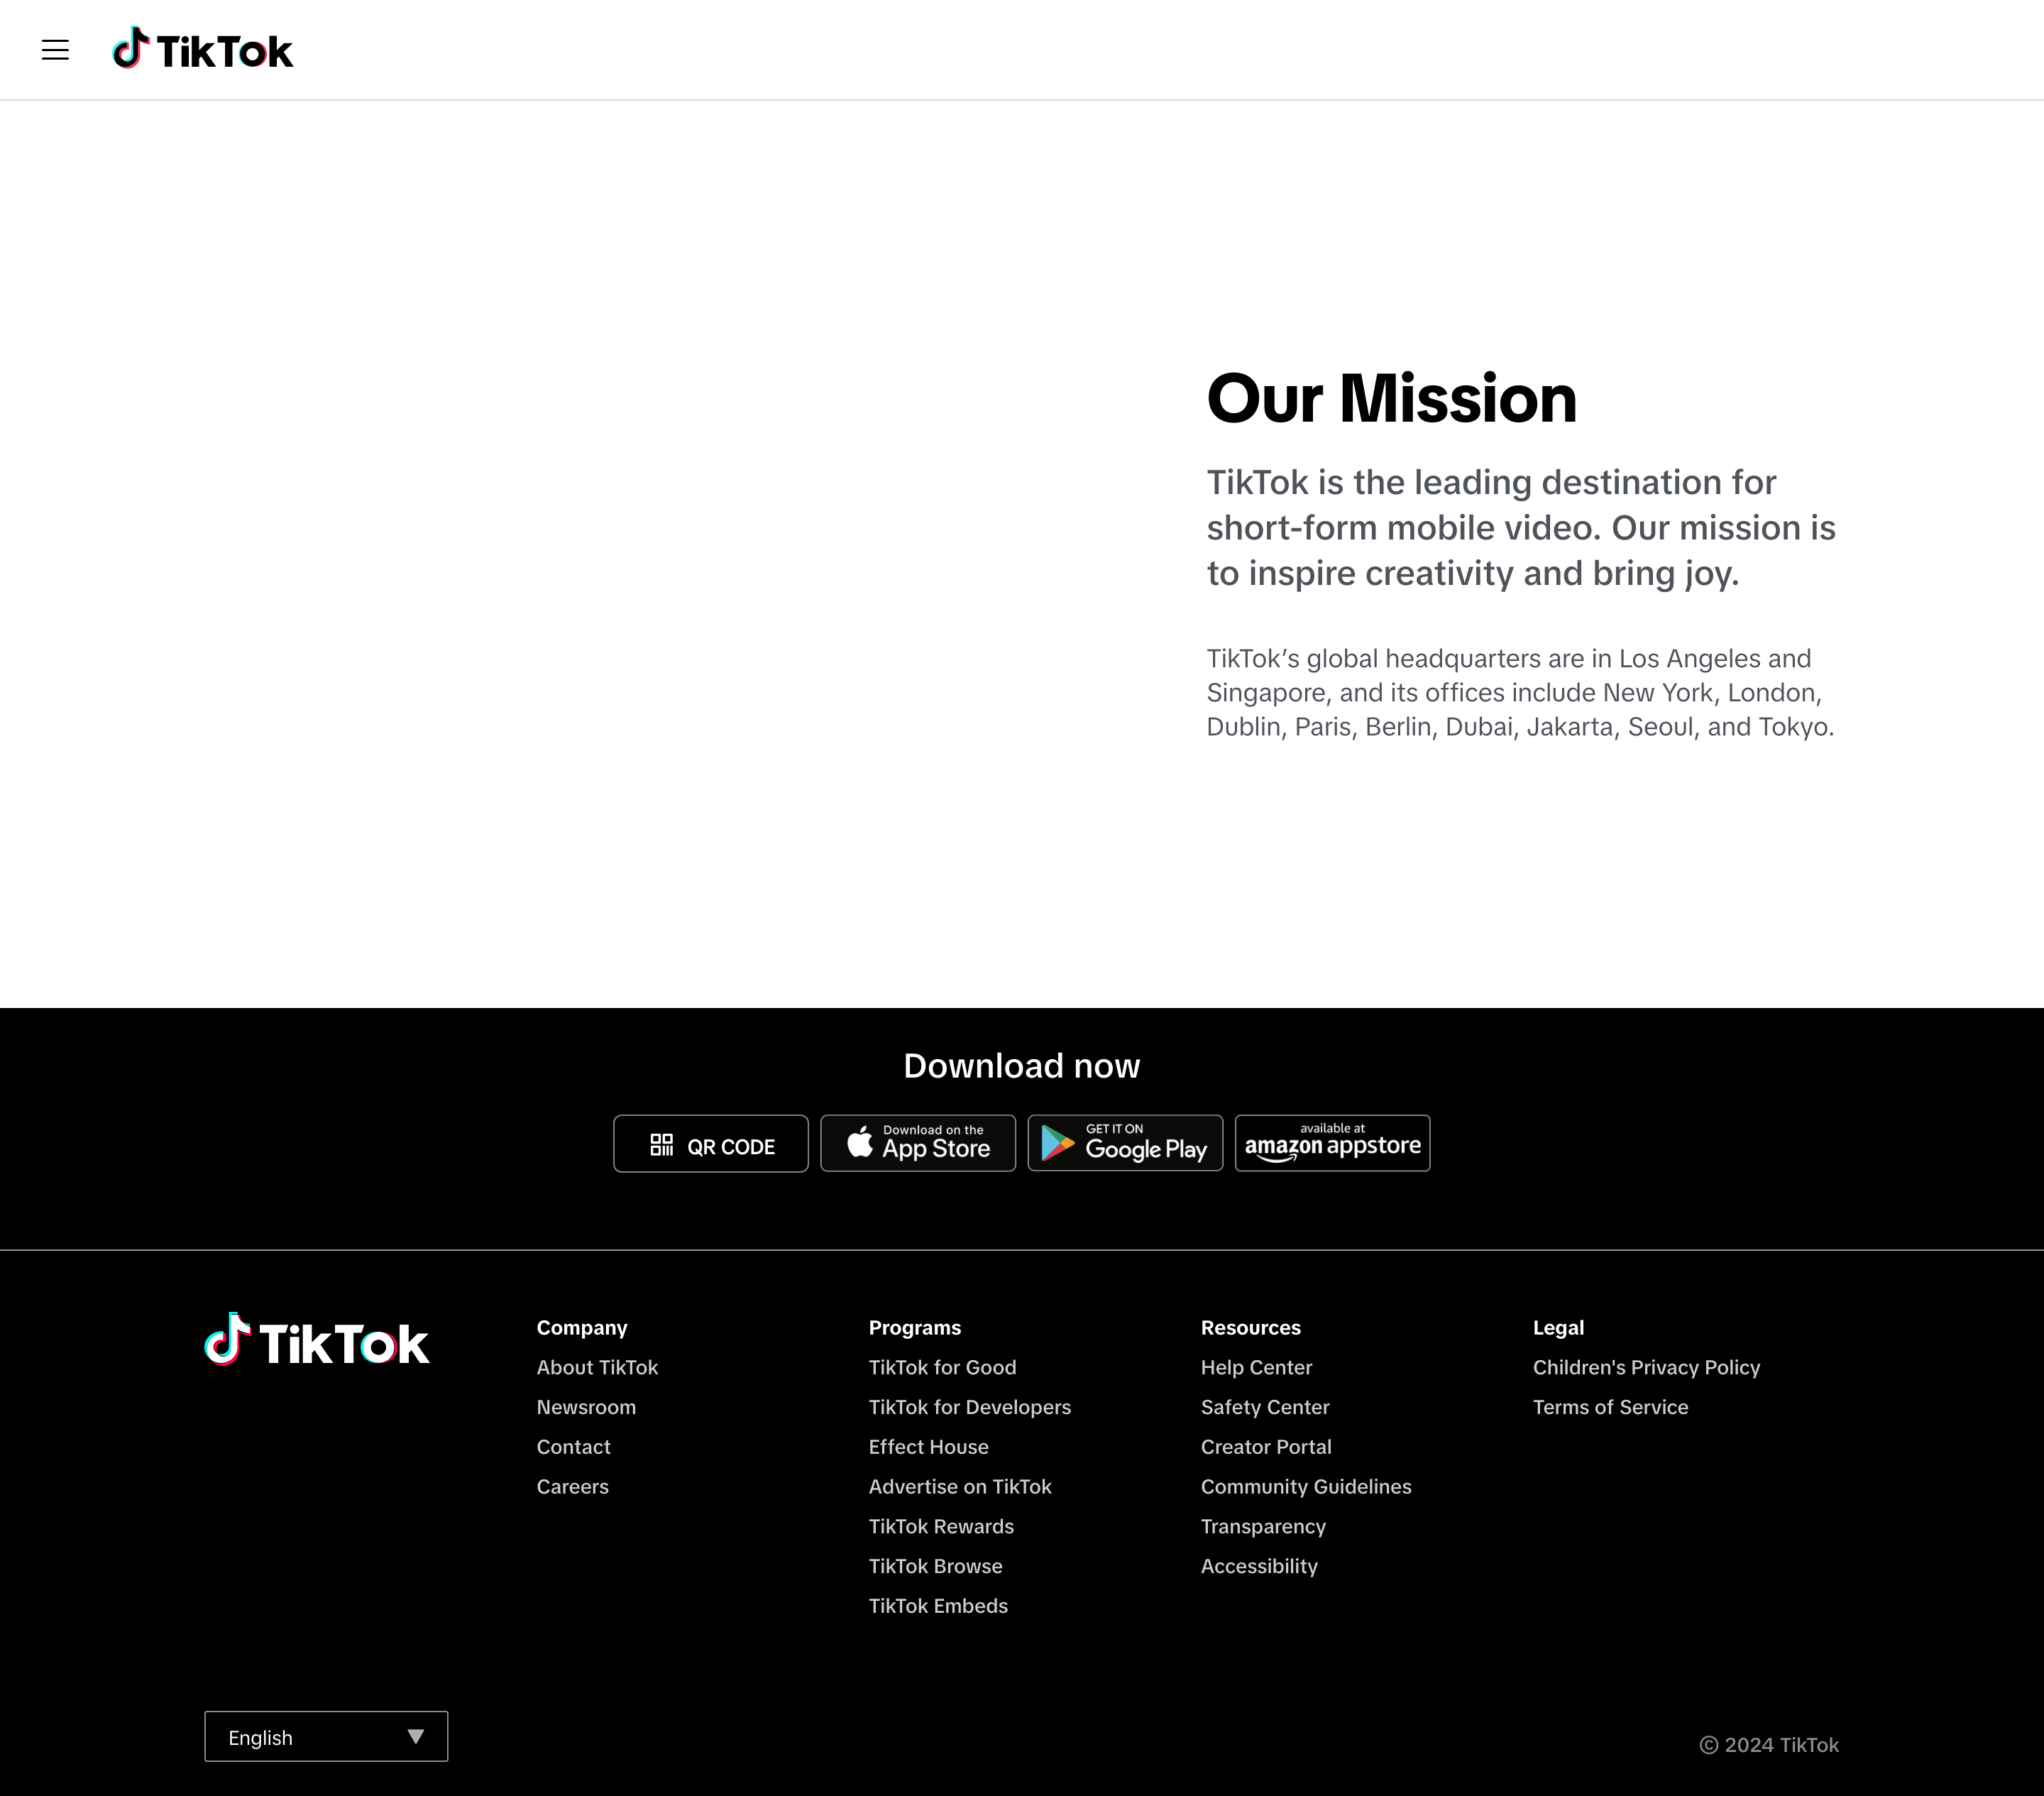 TikTok
Our Mission
TikTok is the leading destination for
short-form mobile video. Our mission is
to inspire creativity and bring joy.
TikTok’s global headquarters are in Los Angeles and
Singapore, and its offices include New York, London,
Dublin, Paris, Berlin, Dubai, Jakarta, Seoul, and Tokyo.
Download now
QR CODE
Download on the
App Store
GET IT ON
Google Play
available at
amazon appstore
TikTok
Company
About TikTok
Newsroom
Contact
Careers
Programs
TikTok for Good
TikTok for Developers
Effect House
Advertise on TikTok
TikTok Rewards
TikTok Browse
TikTok Embeds
Resources
Help Center
Safety Center
Creator Portal
Community Guidelines
Transparency
Accessibility
Legal
Children's Privacy Policy
Terms of Service
English
© 2024 TikTok